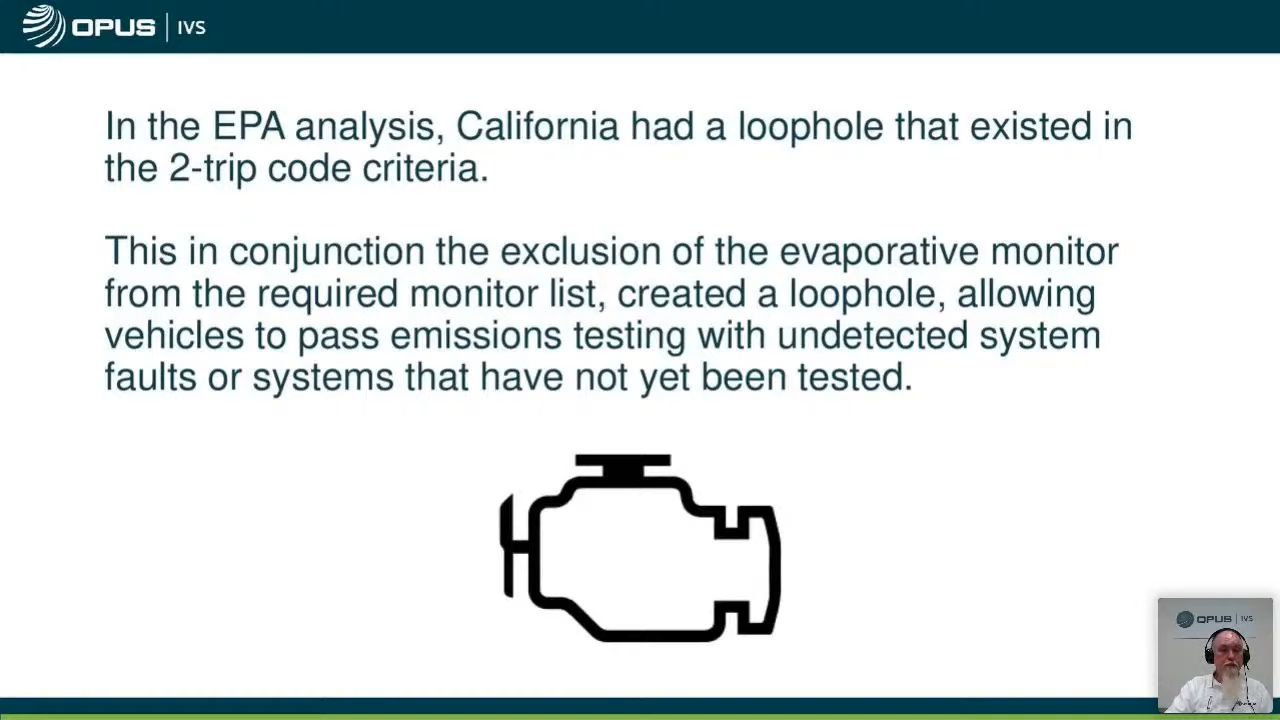 OPUS IVS
In the EPA analysis, California had a loophole that existed in
the 2-trip code criteria.
This in conjunction the exclusion of the evaporative monitor
from the required monitor list, created a loophole, allowing
vehicles to pass emissions testing with undetected system
faults or systems that have not yet been tested.
OPUS IVS